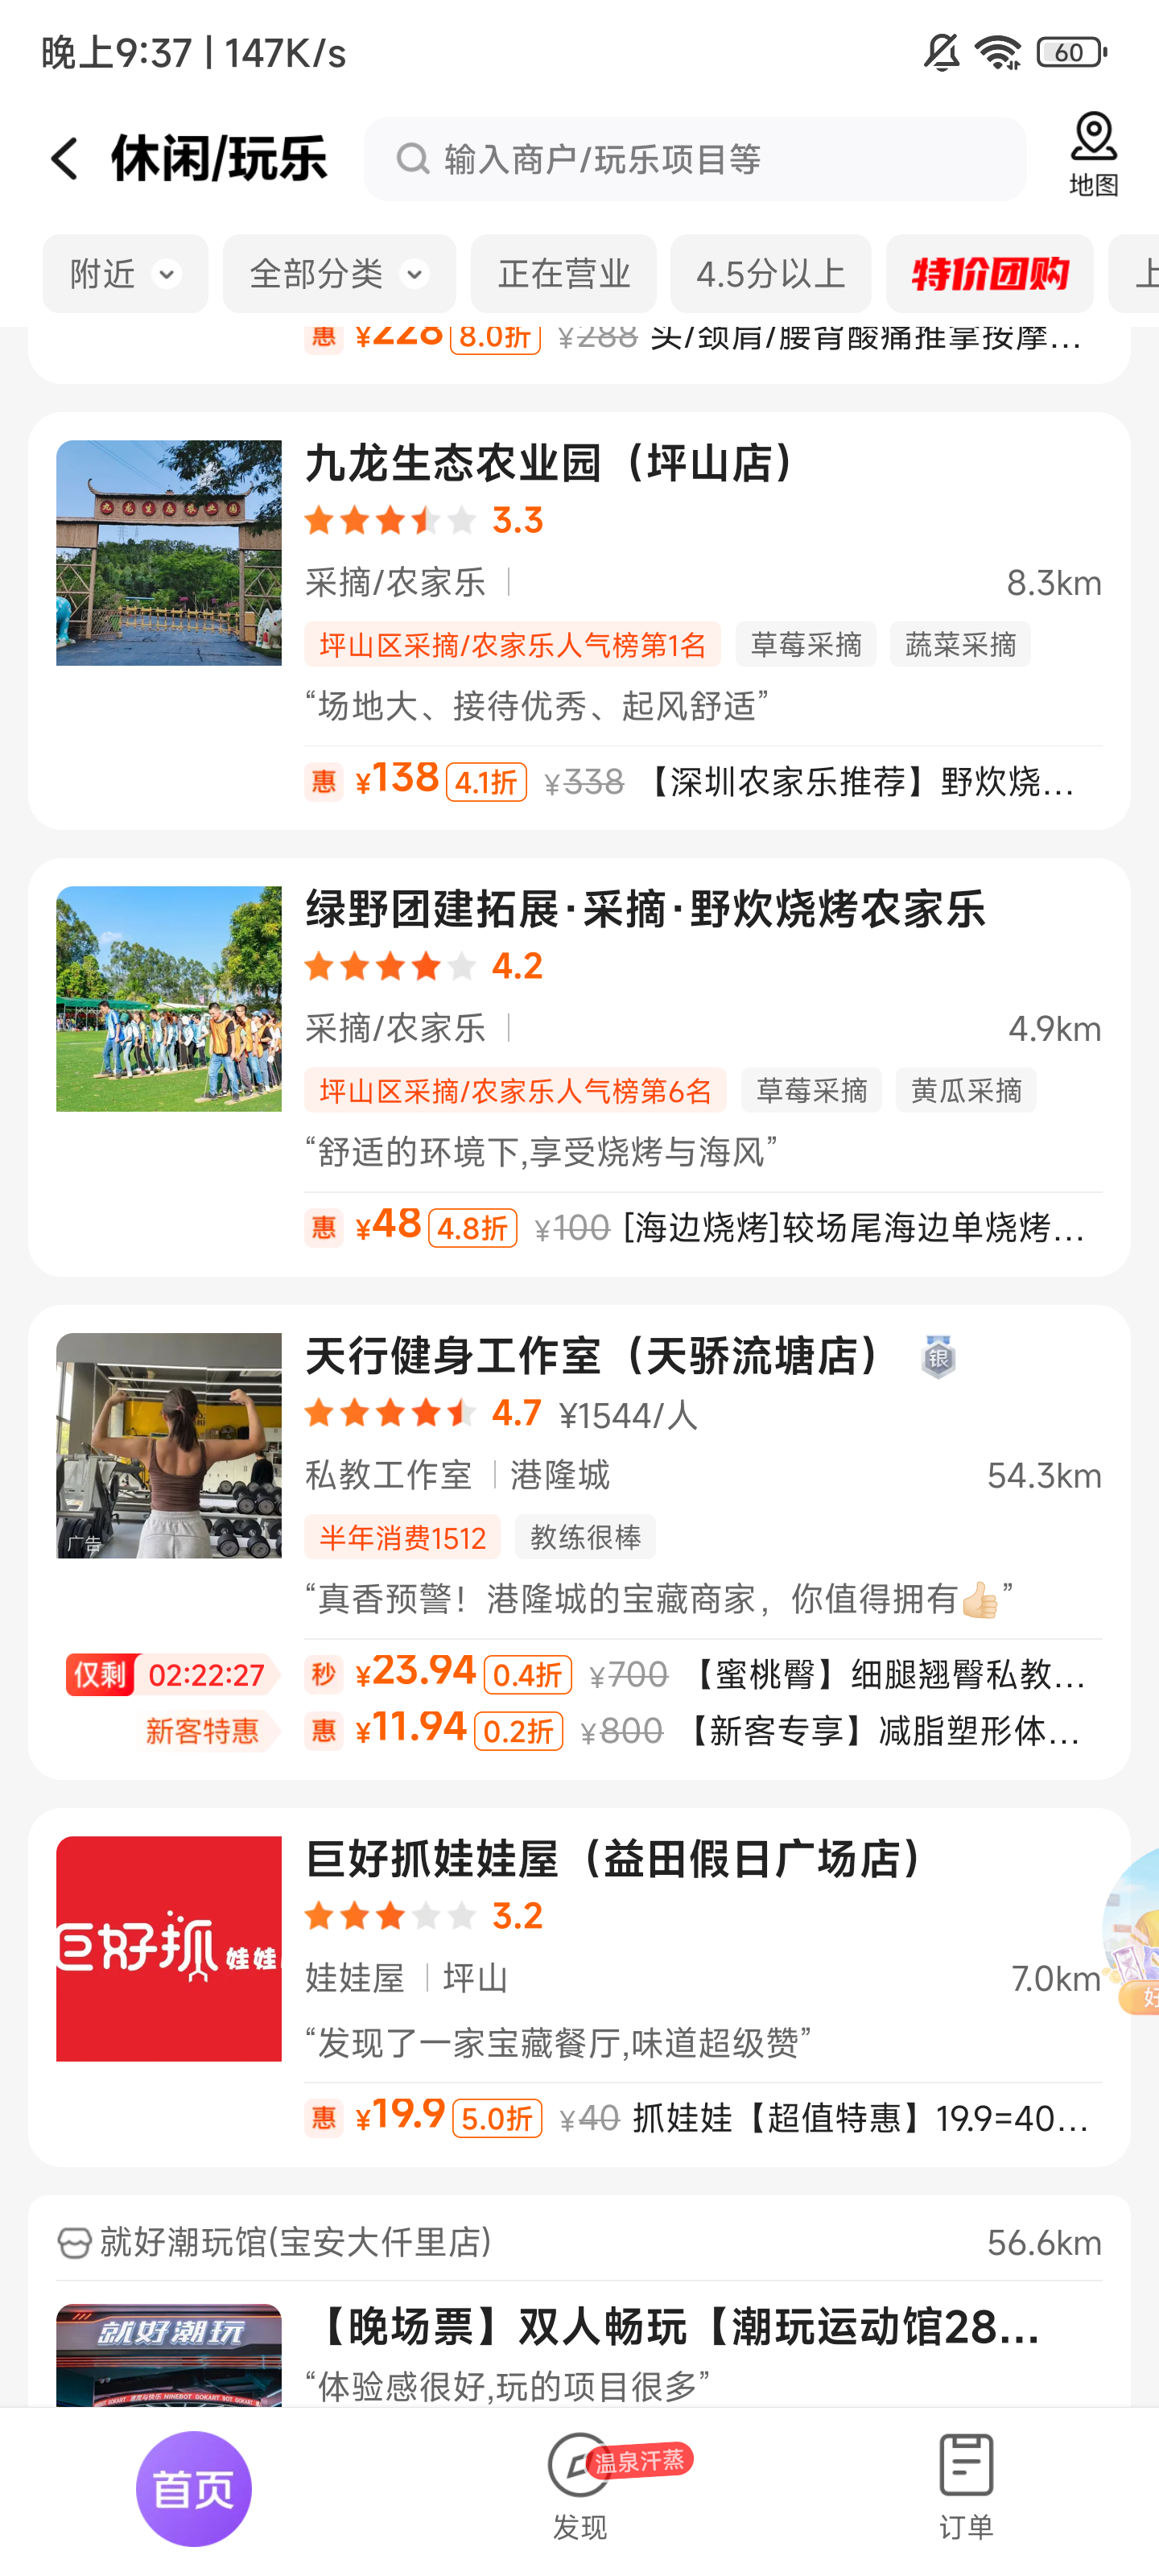 晚上9:37 | 147K/s
60
休闲/玩乐
输入商户/玩乐项目等
地图
附近
全部分类
正在营业
4.5分以上
特价团购
上
惠 ¥228 8.0折 ¥288 头/颈肩/腰背酸痛推拿按摩...
九龙生态农业园
九龙生态农业园（坪山店）
3.3
采摘/农家乐
8.3km
坪山区采摘/农家乐人气榜第1名 草莓采摘 蔬菜采摘
“场地大、接待优秀、起风舒适”
惠 ¥138 4.1折 ¥338 【深圳农家乐推荐】野炊烧...
绿野团建拓展·采摘·野炊烧烤农家乐
4.2
采摘/农家乐
4.9km
坪山区采摘/农家乐人气榜第6名 草莓采摘 黄瓜采摘
“舒适的环境下,享受烧烤与海风”
惠 ¥48 4.8折 ¥100 [海边烧烤]较场尾海边单烧烤...
广告
天行健身工作室（天骄流塘店） 银
4.7 ¥1544/人
私教工作室 港隆城
54.3km
半年消费1512 教练很棒
“真香预警！港隆城的宝藏商家，你值得拥有👍🏻”
仅剩 02:22:27 秒 ¥23.94 0.4折 ¥700 【蜜桃臀】细腿翘臀私教...
新客特惠 惠 ¥11.94 0.2折 ¥800 【新客专享】减脂塑形体...
巨好抓娃娃
巨好抓娃娃屋（益田假日广场店）
3.2
娃娃屋 坪山
7.0km
“发现了一家宝藏餐厅,味道超级赞”
好
惠 ¥19.9 5.0折 ¥40 抓娃娃【超值特惠】19.9=40...
就好潮玩馆(宝安大仟里店)
56.6km
就好潮玩
【晚场票】双人畅玩【潮玩运动馆28...
“体验感很好,玩的项目很多”
首页
温泉汗蒸
发现
订单